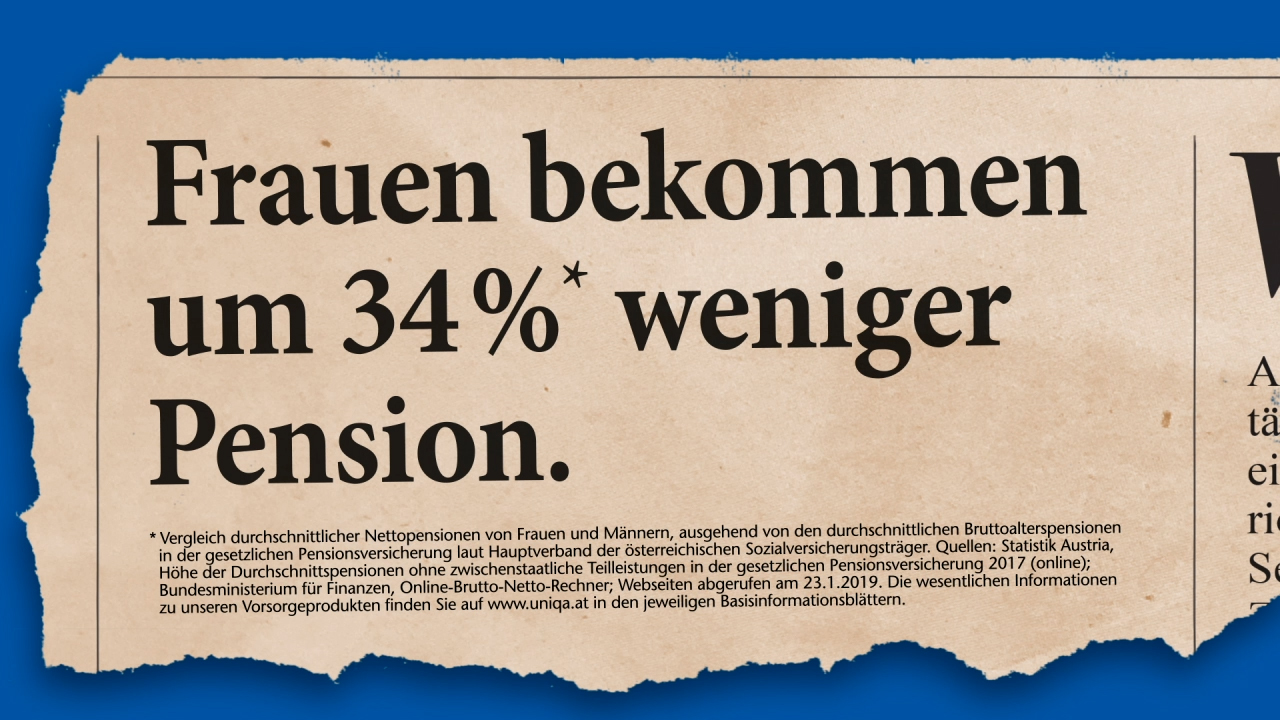 Frauen bekommen
um 34%* weniger
Pension.
* Vergleich durchschnittlicher Nettopensionen von Frauen und Männern, ausgehend von den durchschnittlichen Bruttoalterspensionen
in der gesetzlichen Pensionsversicherung laut Hauptverband der österreichischen Sozialversicherungsträger. Quellen: Statistik Austria,
Höhe der Durchschnittspensionen ohne zwischenstaatliche Teilleistungen in der gesetzlichen Pensionsversicherung 2017 (online);
Bundesministerium für Finanzen, Online-Brutto-Netto-Rechner; Webseiten abgerufen am 23.1.2019. Die wesentlichen Informationen
zu unseren Vorsorgeprodukten finden Sie auf www.uniqa.at in den jeweiligen Basisinformationsblättern.